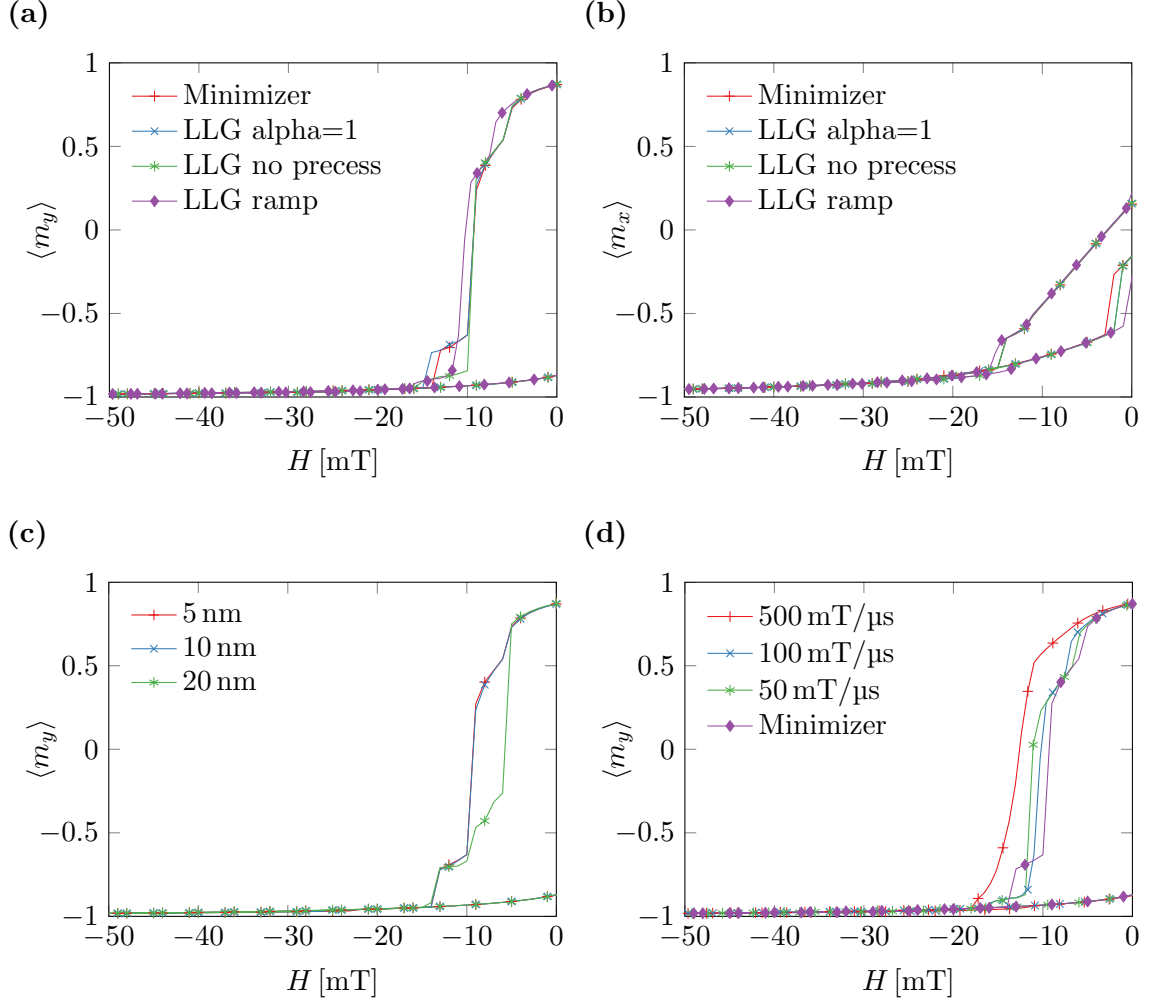 (a)
1
0.5
0
−0.5
−1
⟨m_y⟩
Minimizer
LLG alpha=1
LLG no precess
LLG ramp
−50 −40 −30 −20 −10 0
H [mT]
(b)
1
0.5
0
−0.5
−1
⟨m_x⟩
Minimizer
LLG alpha=1
LLG no precess
LLG ramp
−50 −40 −30 −20 −10 0
H [mT]
(c)
1
0.5
0
−0.5
−1
⟨m_y⟩
5 nm
10 nm
20 nm
−50 −40 −30 −20 −10 0
H [mT]
(d)
1
0.5
0
−0.5
−1
⟨m_y⟩
500 mT/µs
100 mT/µs
50 mT/µs
Minimizer
−50 −40 −30 −20 −10 0
H [mT]